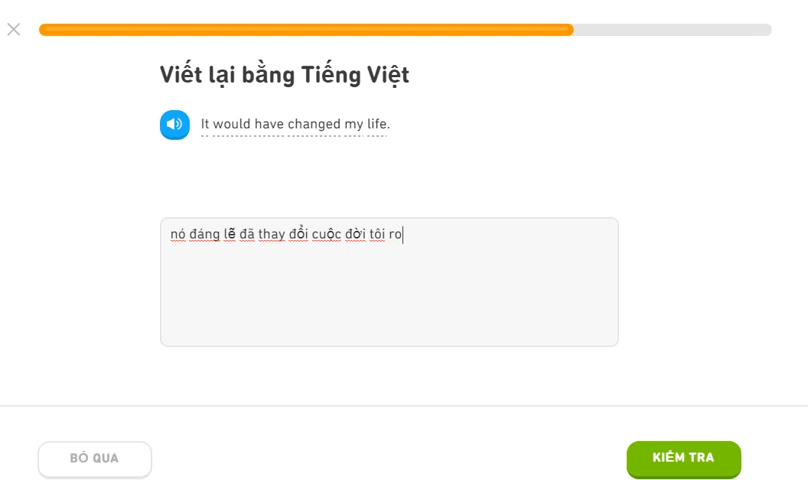 Viết lại bằng Tiếng Việt
It would have changed my life.
nó đáng lẽ đã thay đổi cuộc đời tôi ro
BỎ QUA
KIỂM TRA